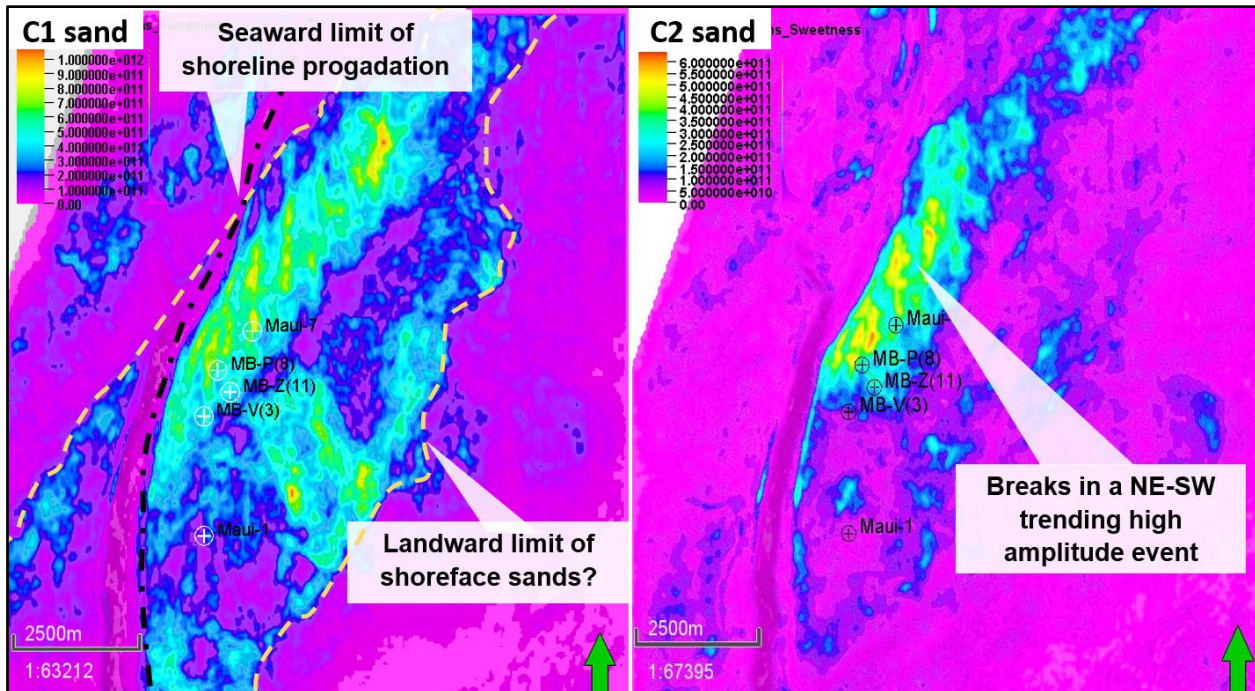 C1 sand
ns_Sweetness
1.000000e+012
9.000000e+011
8.000000e+011
7.000000e+011
6.000000e+011
5.000000e+011
4.000000e+011
3.000000e+011
2.000000e+011
1.000000e+011
0.00
Seaward limit of
shoreline progadation
Maui-7
MB-P(8)
MB-Z(11)
MB-V(3)
Maui-1
Landward limit of
shoreface sands?
2500m
1:63212
C2 sand
ns_Sweetness
6.000000e+011
5.500000e+011
5.000000e+011
4.500000e+011
4.000000e+011
3.500000e+011
3.000000e+011
2.500000e+011
2.000000e+011
1.500000e+011
1.000000e+011
5.000000e+010
0.00
Maui-
MB-P(8)
MB-Z(11)
MB-V(3)
Maui-1
Breaks in a NE-SW
trending high
amplitude event
2500m
1:67395